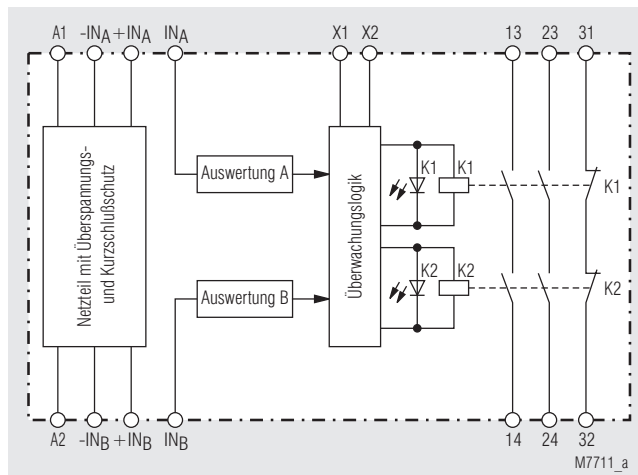 A1 -INA +INA INA X1 X2 13 23 31
Netzteil mit Überspannungs-
und Kurzschlußschutz
Auswertung A
Auswertung B
Überwachungslogik
K1 K1 K1
K2 K2 K2
A2 -INB +INB INB 14 24 32
M7711_a